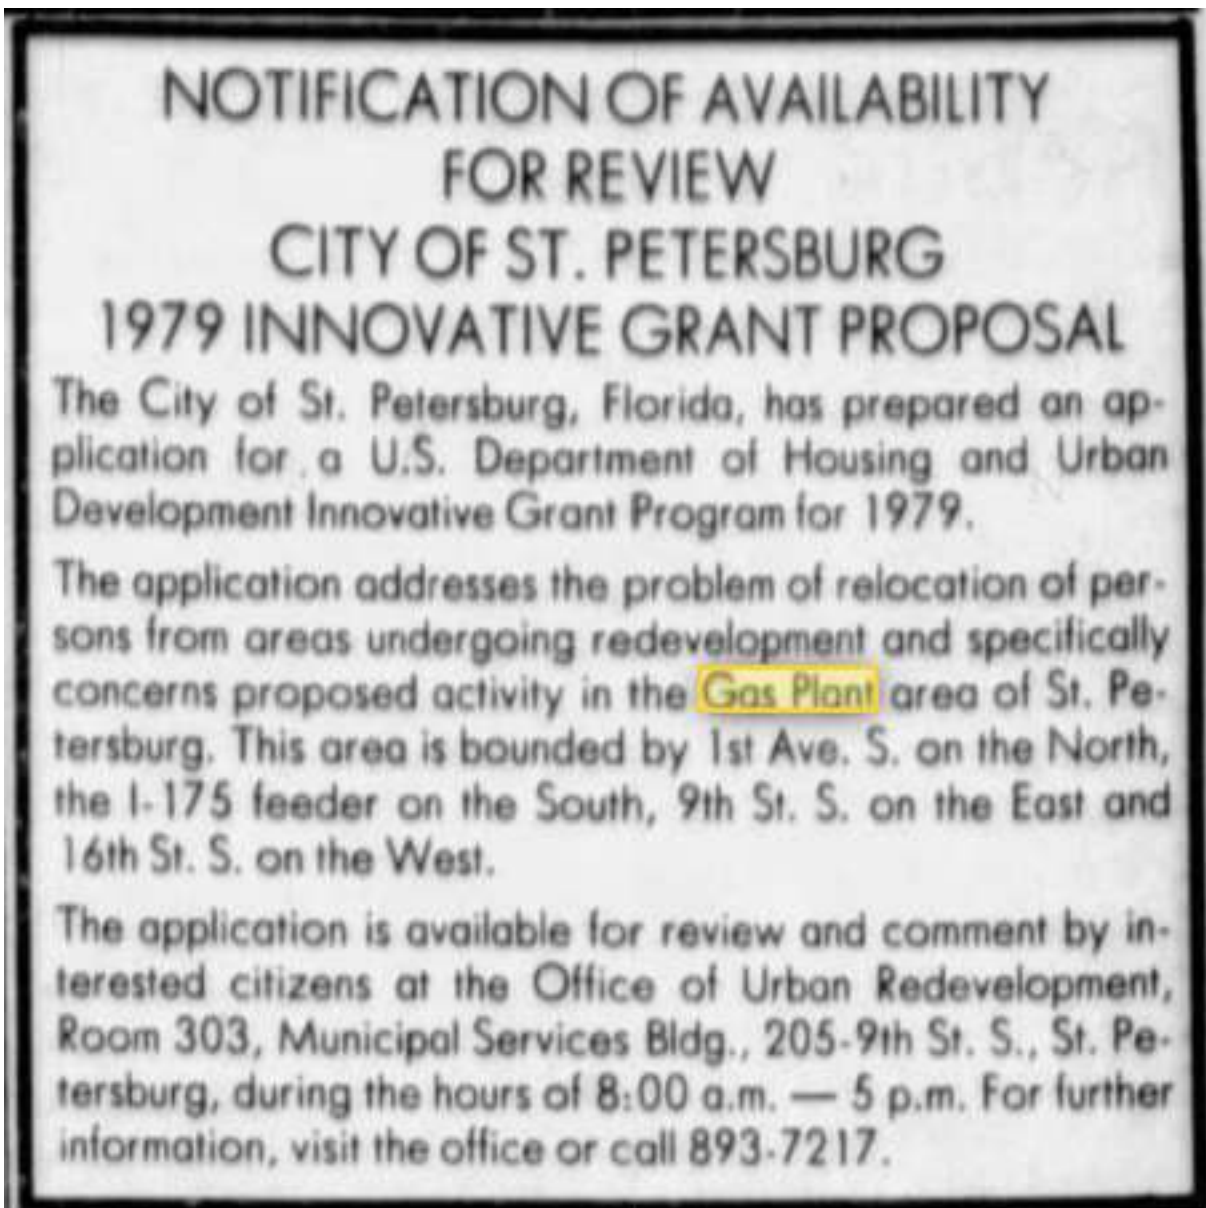 NOTIFICATION OF AVAILABILITY
FOR REVIEW
CITY OF ST. PETERSBURG
1979 INNOVATIVE GRANT PROPOSAL
The City of St. Petersburg, Florida, has prepared an ap-
plication for a U.S. Department of Housing and Urban
Development Innovative Grant Program for 1979.
The application addresses the problem of relocation of per-
sons from areas undergoing redevelopment and specifically
concerns proposed activity in the Gas Plant area of St. Pe-
tersburg. This area is bounded by 1st Ave. S. on the North,
the I-175 feeder on the South, 9th St. S. on the East and
16th St. S. on the West.
The application is available for review and comment by in-
terested citizens at the Office of Urban Redevelopment,
Room 303, Municipal Services Bldg., 205-9th St. S., St. Pe-
tersburg, during the hours of 8:00 a.m. — 5 p.m. For further
information, visit the office or call 893-7217.